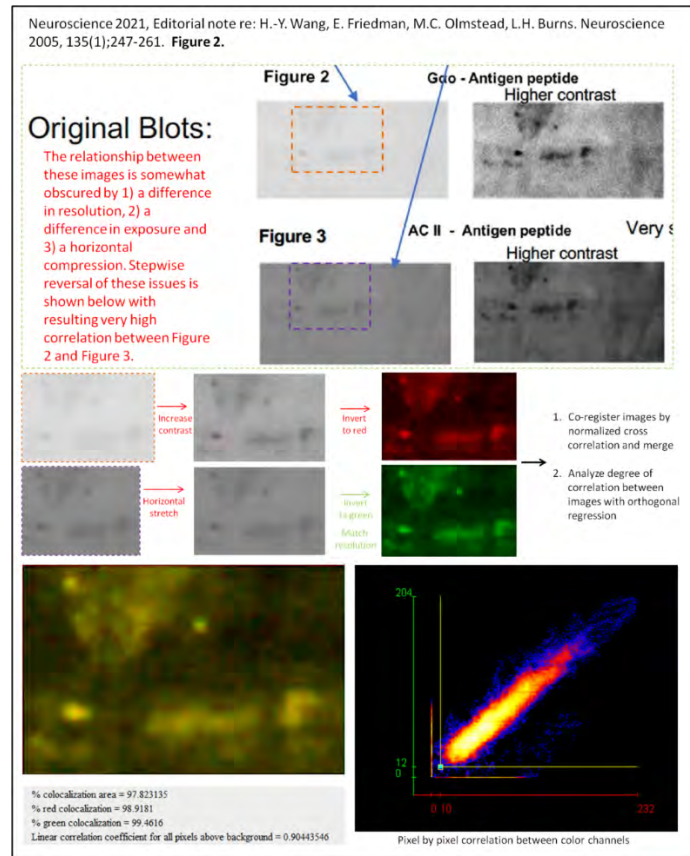 Neuroscience 2021, Editorial note re: H.-Y. Wang, E. Friedman, M.C. Olmstead, L.H. Burns. Neuroscience
2005, 135(1);247-261. Figure 2.
Figure 2
Gαo - Antigen peptide
Higher contrast
Original Blots:
The relationship between
these images is somewhat
obscured by 1) a difference
in resolution, 2) a
difference in exposure and
3) a horizontal
compression. Stepwise
reversal of these issues is
shown below with
resulting very high
correlation between Figure
2 and Figure 3.
Figure 3
AC II - Antigen peptide
Very s
Higher contrast
Increase
contrast
Invert
to red
Horizontal
stretch
Invert
to green
Match
resolution
1. Co-register images by
normalized cross
correlation and merge
2. Analyze degree of
correlation between
images with orthogonal
regression
204
12
0
0 10
232
% colocalization area = 97.823135
% red colocalization = 98.9181
% green colocalization = 99.4616
Linear correlation coefficient for all pixels above background = 0.90443546
Pixel by pixel correlation between color channels